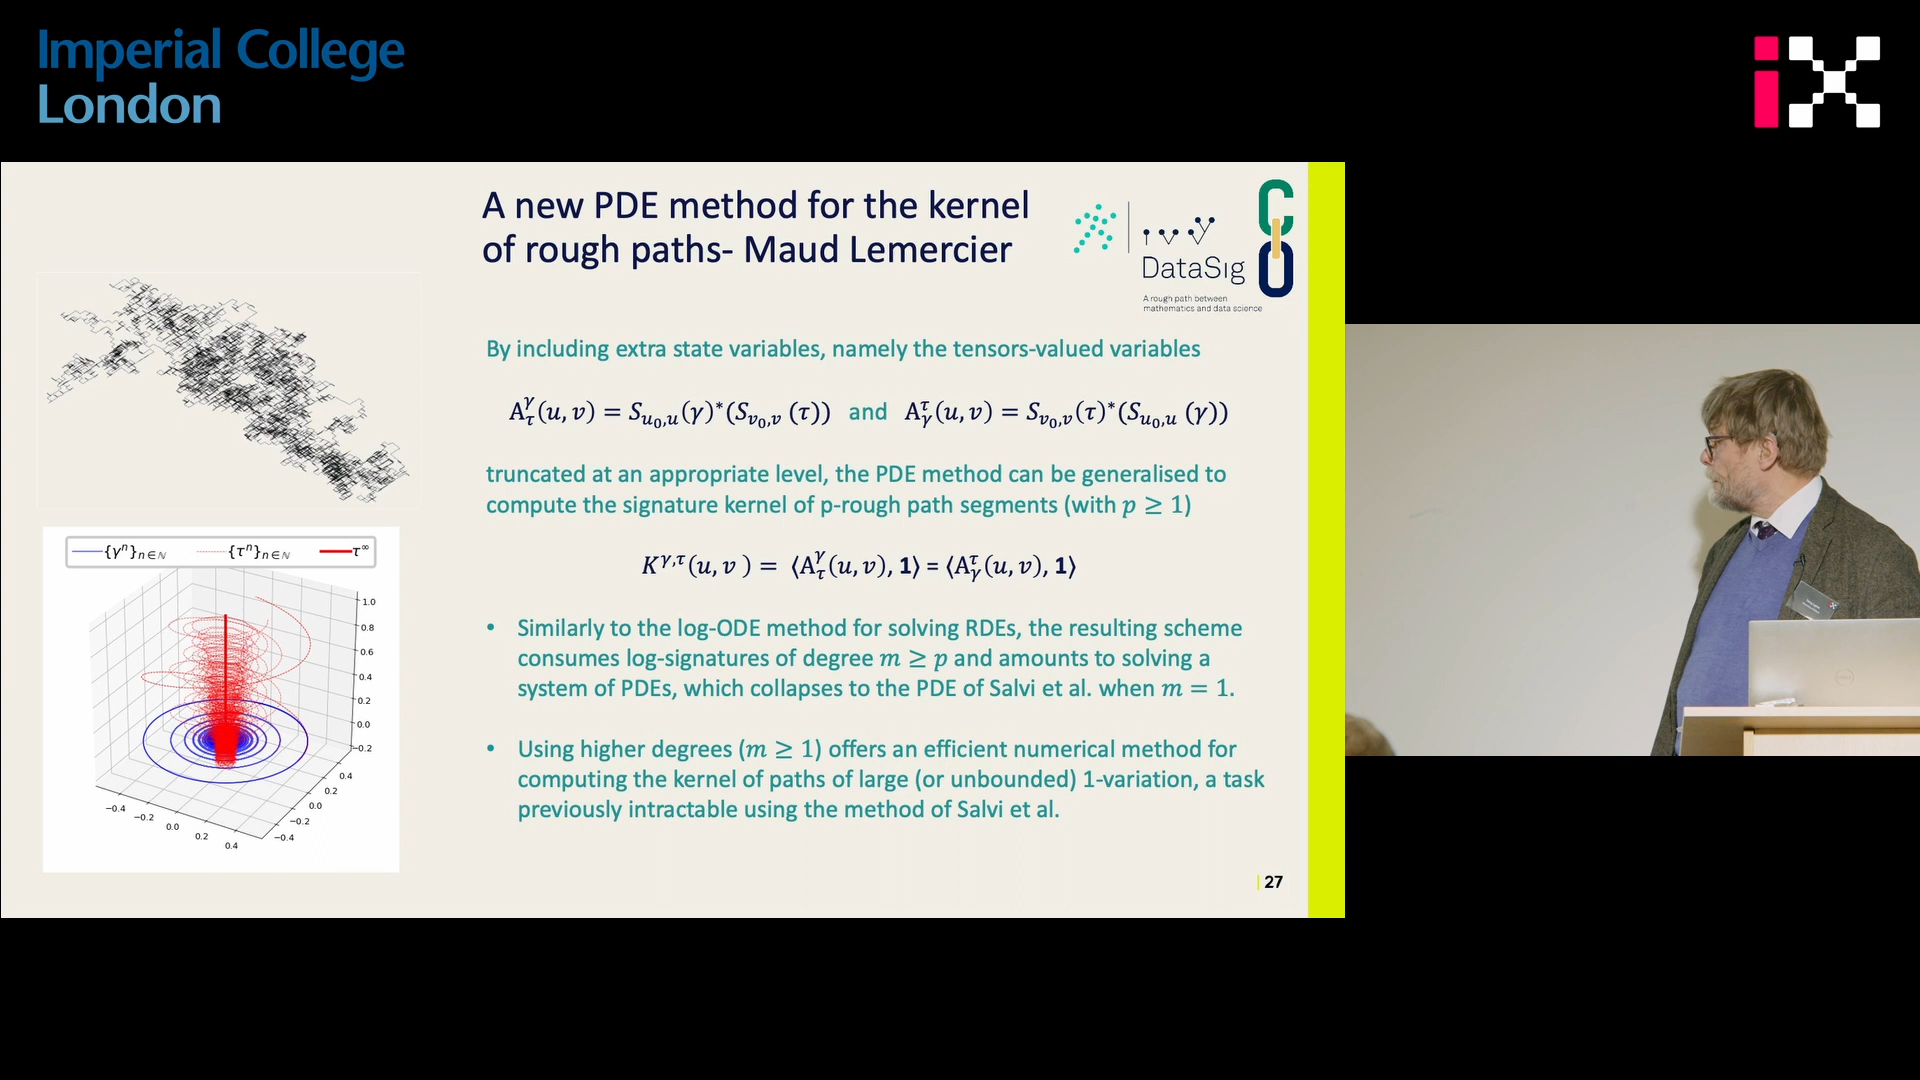 Imperial College
London
iX
A new PDE method for the kernel
of rough paths- Maud Lemercier
DataSig
A rough path between
mathematics and data science
By including extra state variables, namely the tensors-valued variables
A^γ_τ(u, v) = S_{u₀,u}(γ)*(S_{v₀,v} (τ)) and A^τ_γ(u, v) = S_{v₀,v}(τ)*(S_{u₀,u} (γ))
truncated at an appropriate level, the PDE method can be generalised to
compute the signature kernel of p-rough path segments (with p ≥ 1)
K^{γ,τ}(u, v ) = ⟨A^γ_τ(u, v), 1⟩ = ⟨A^τ_γ(u, v), 1⟩
• Similarly to the log-ODE method for solving RDEs, the resulting scheme
consumes log-signatures of degree m ≥ p and amounts to solving a
system of PDEs, which collapses to the PDE of Salvi et al. when m = 1.
• Using higher degrees (m ≥ 1) offers an efficient numerical method for
computing the kernel of paths of large (or unbounded) 1-variation, a task
previously intractable using the method of Salvi et al.
{γⁿ}_{n∈ℕ} {τⁿ}_{n∈ℕ} τ^∞
1.0
0.8
0.6
0.4
0.2
0.0
−0.2
0.4
0.2
0.0
−0.2
−0.4
−0.4
−0.2
0.0
0.2
0.4
27